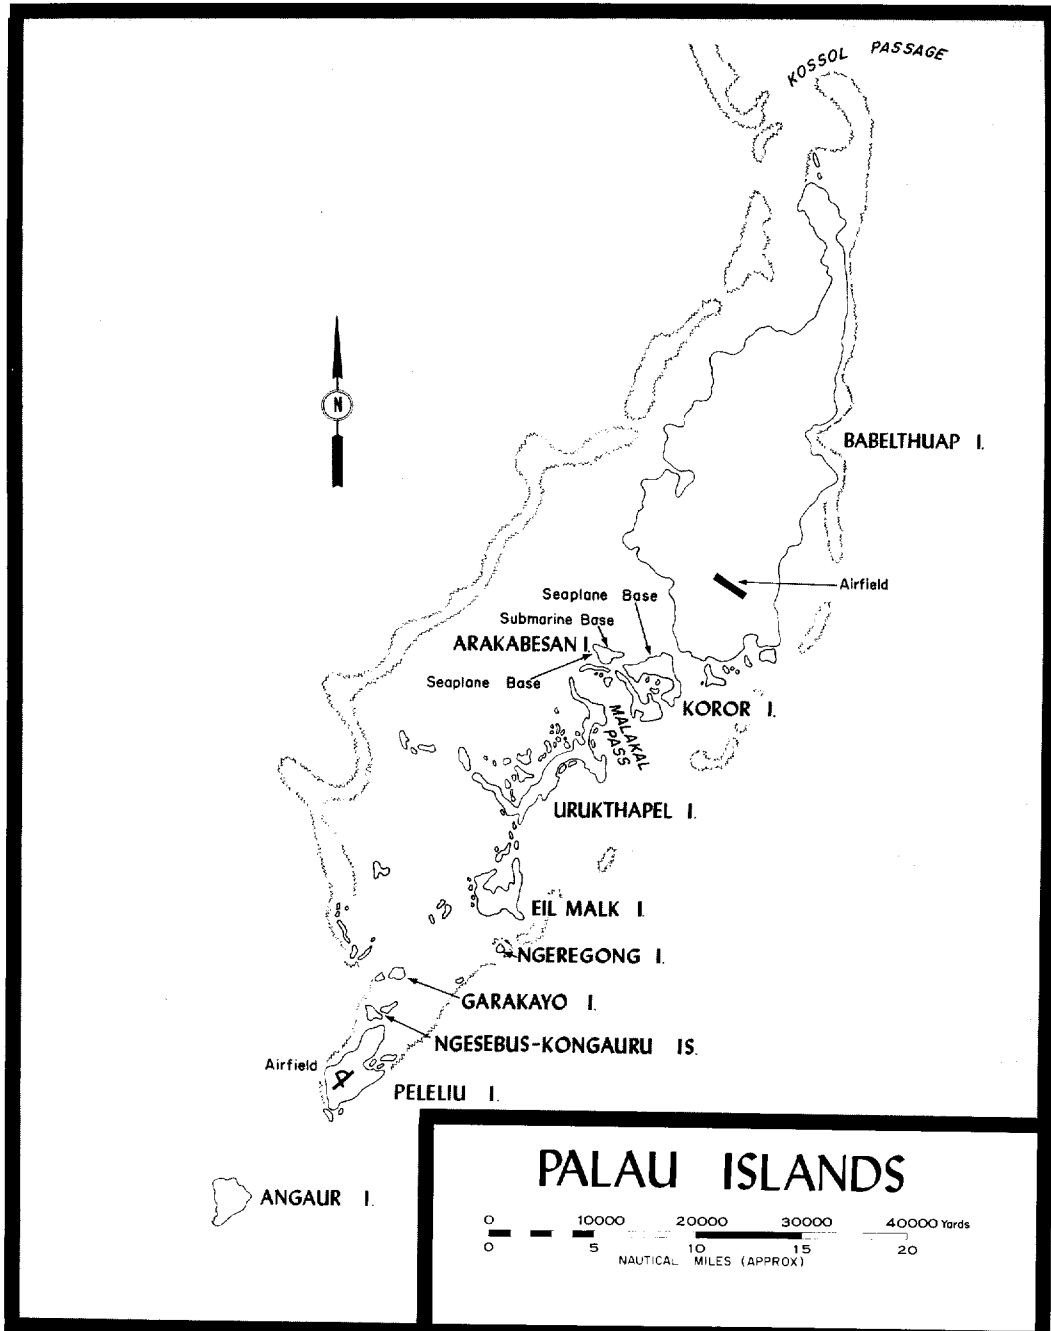 KOSSOL PASSAGE
N
BABELTHUAP I.
Airfield
Seaplane Base
Submarine Base
ARAKABESAN I.
Seaplane Base
KOROR I.
MALAKAL
PASS
URUKTHAPEL I.
EIL MALK I.
NGEREGONG I.
GARAKAYO I.
NGESEBUS-KONGAURU IS.
Airfield
PELELIU I.
ANGAUR I.
PALAU ISLANDS
0 10000 20000 30000 40000 Yards
0 5 10 15 20
NAUTICAL MILES (APPROX)